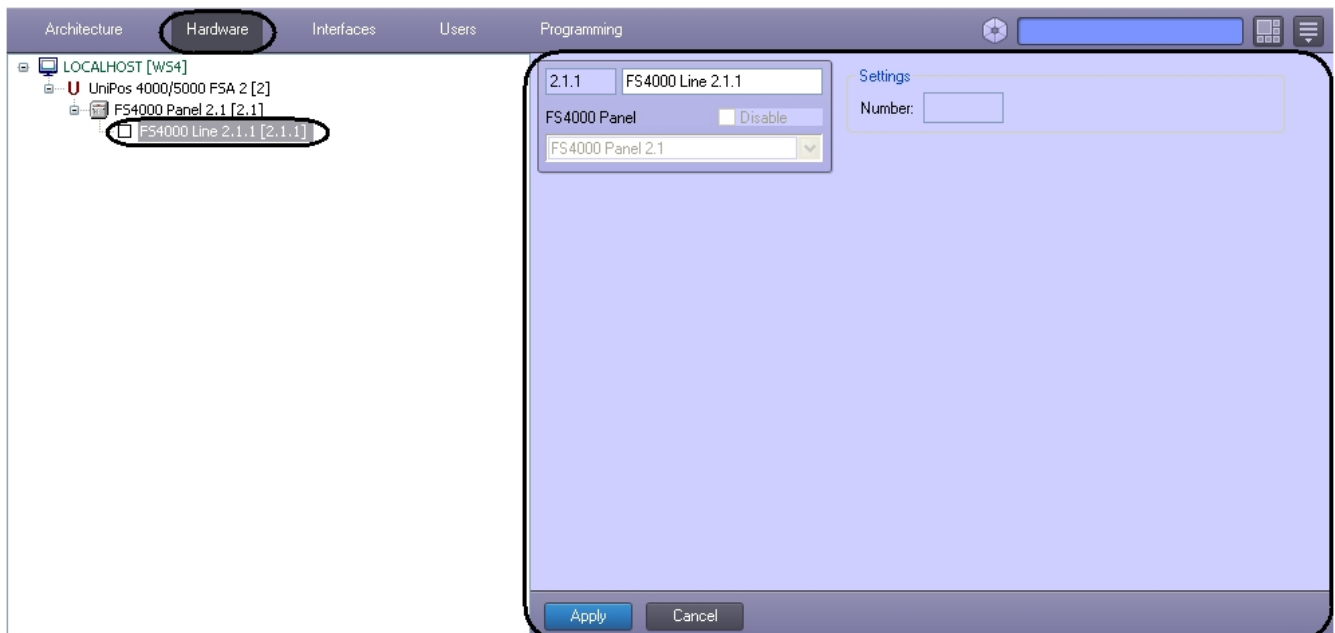 Architecture Hardware Interfaces Users Programming
LOCALHOST [WS4]
U UniPos 4000/5000 FSA 2 [2]
FS4000 Panel 2.1 [2.1]
FS4000 Line 2.1.1 [2.1.1]
2.1.1 FS4000 Line 2.1.1
FS4000 Panel Disable
FS4000 Panel 2.1
Settings
Number:
Apply Cancel